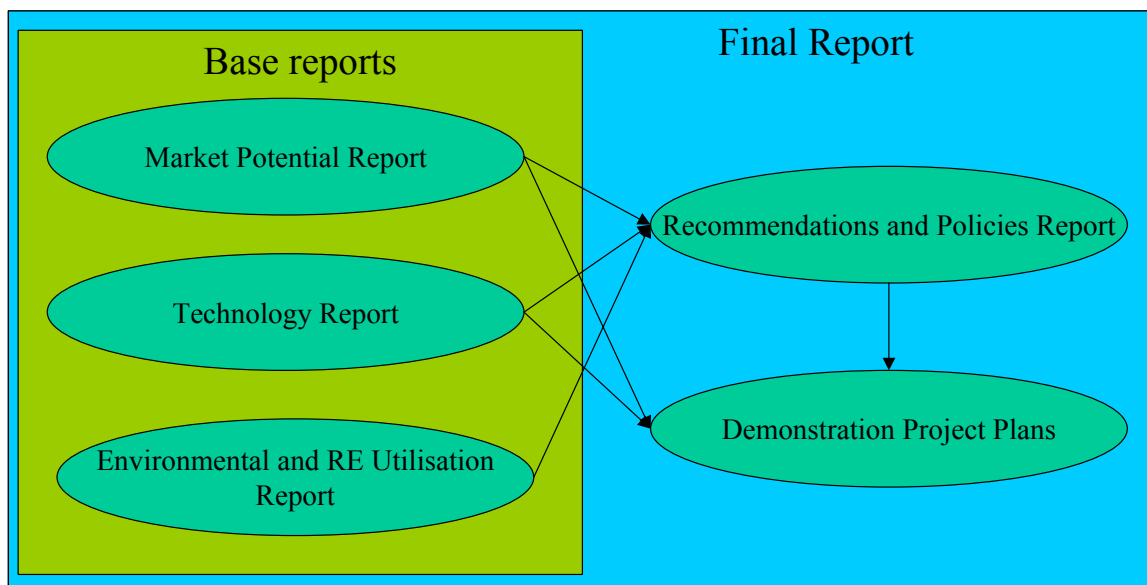 Final Report
Base reports
Market Potential Report
Recommendations and Policies Report
Technology Report
Demonstration Project Plans
Environmental and RE Utilisation
Report